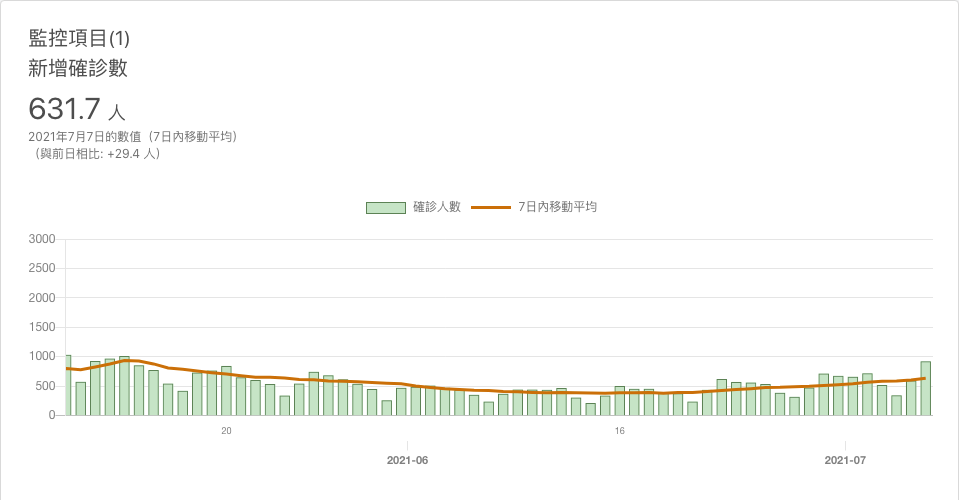 監控項目(1)
新增確診數
631.7 人
2021年7月7日的數值（7日內移動平均）
（與前日相比: +29.4 人）
確診人數 7日內移動平均
3000
2500
2000
1500
1000
500
0
20 16
2021-06 2021-07